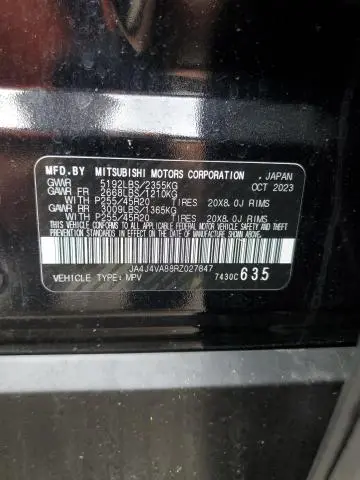 MFD.BY MITSUBISHI MOTORS CORPORATION , JAPAN
GVWR 5192LBS/2355KG OCT 2023
GAWR FR 2668LBS/1210KG
WITH P255/45R20 TIRES 20X8.0J RIMS
GAWR RR 3009LBS/1365KG
WITH P255/45R20 TIRES 20X8.0J RIMS
THIS VEHICLE CONFORMS TO ALL APPLICABLE FEDERAL MOTOR VEHICLE SAFETY AND THEFT
PREVENTION STANDARDS IN EFFECT ON THE DATE OF MANUFACTURE SHOWN ABOVE.
JA4J4VA88RZ027847
VEHICLE TYPE: MPV 7430C 635